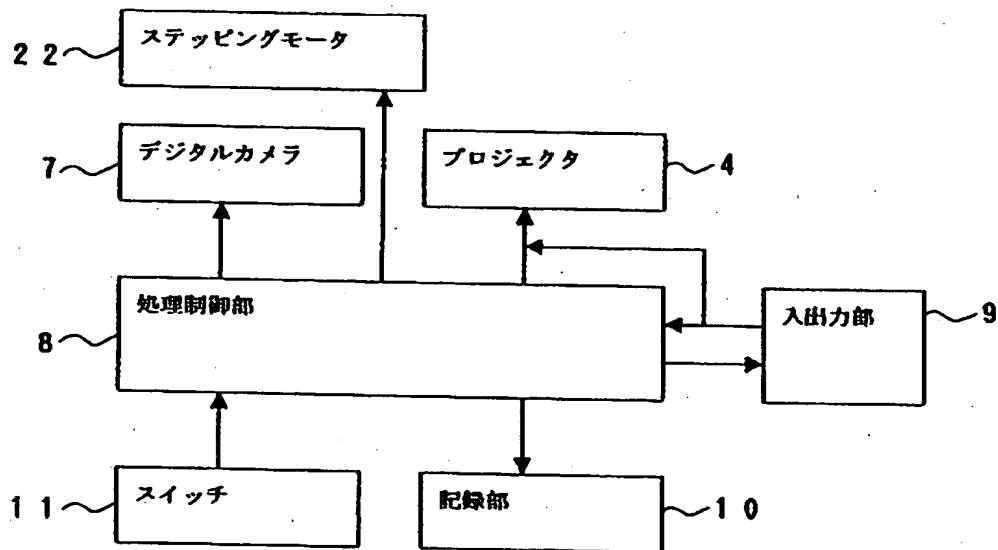 ステッピングモータ
22
デジタルカメラ
7
プロジェクタ
4
処理制御部
8
入出力部
9
スイッチ
11
記録部
10